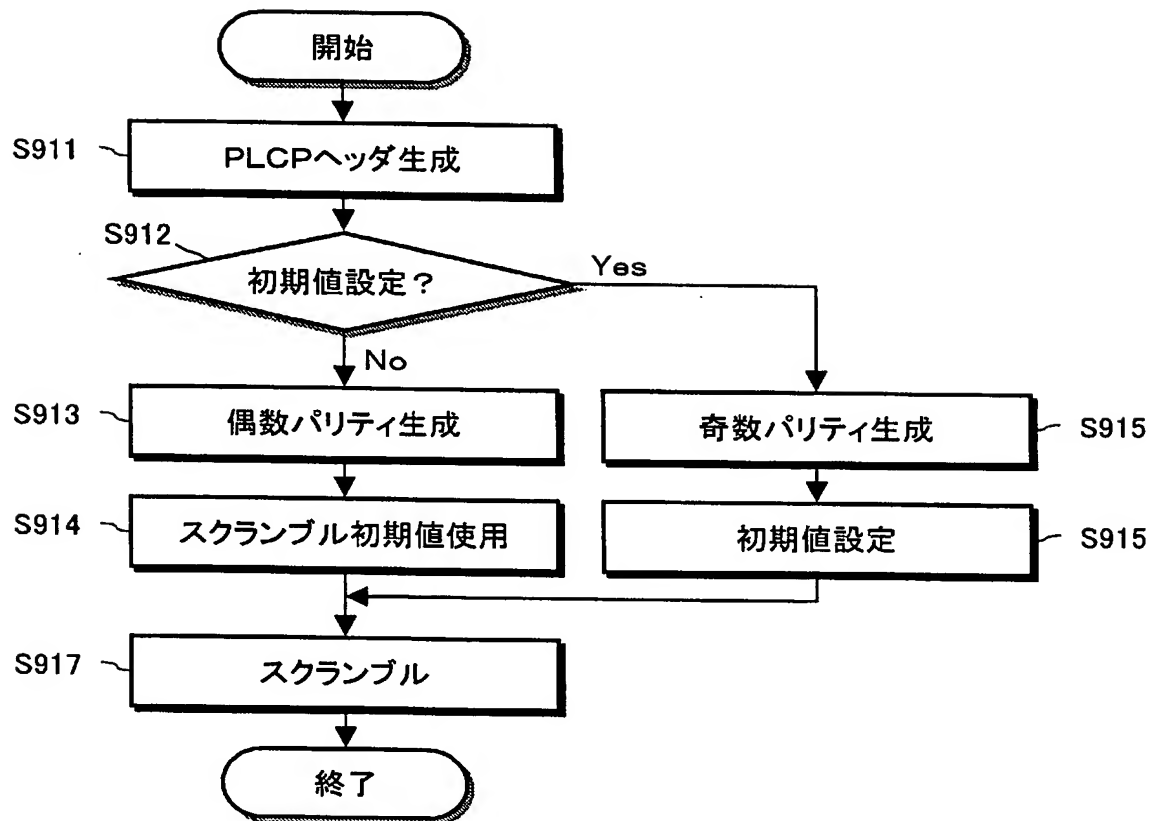 開始
S911
PLCPヘッダ生成
S912
初期値設定?
Yes
No
S913
偶数パリティ生成
奇数パリティ生成
S915
S914
スクランブル初期値使用
初期値設定
S915
S917
スクランブル
終了